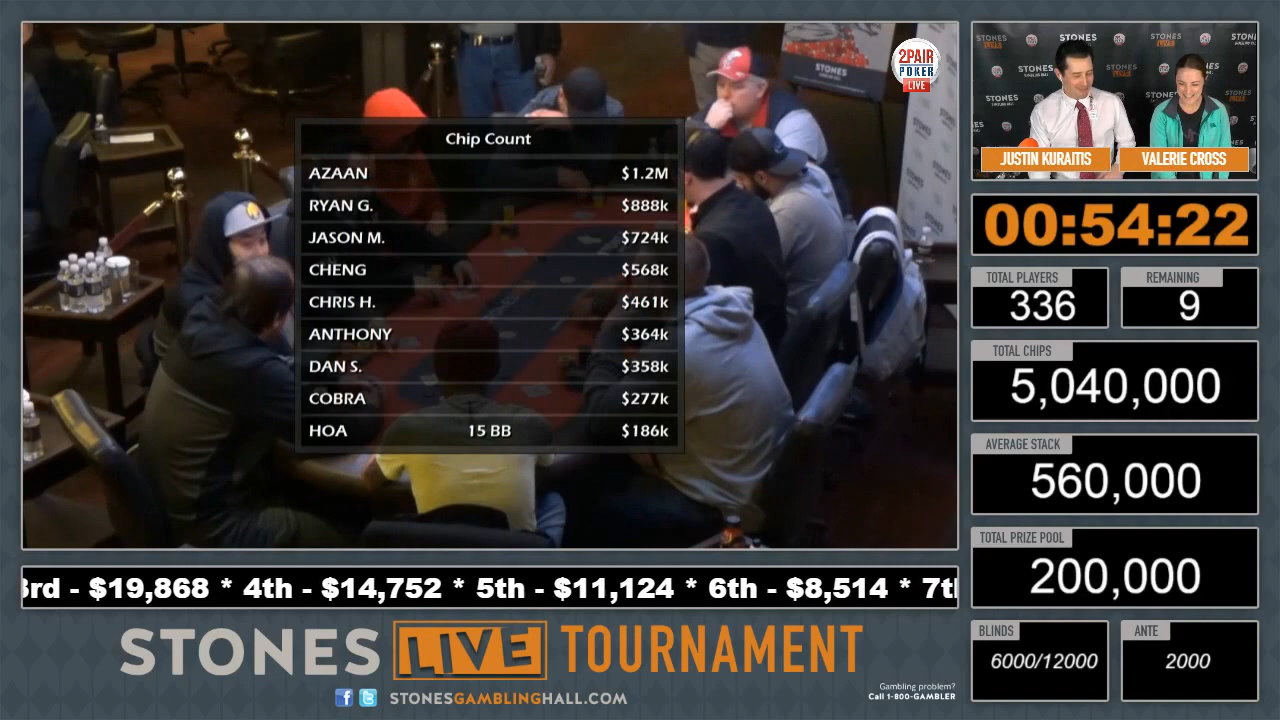 2PAIR
POKER
LIVE
STONES
Chip Count
AZAAN $1.2M
RYAN G. $888k
JASON M. $724k
CHENG $568k
CHRIS H. $461k
ANTHONY $364k
DAN S. $358k
COBRA $277k
HOA 15 BB $186k
STONES
STONES
STONES
STONES
JUSTIN KURAITIS
VALERIE CROSS
00:54:22
TOTAL PLAYERS
336
REMAINING
9
TOTAL CHIPS
5,040,000
AVERAGE STACK
560,000
TOTAL PRIZE POOL
200,000
BLINDS
6000/12000
ANTE
2000
3rd - $19,868 * 4th - $14,752 * 5th - $11,124 * 6th - $8,514 * 7th
STONES LIVE TOURNAMENT
STONESGAMBLINGHALL.COM
Gambling problem?
Call 1-800-GAMBLER